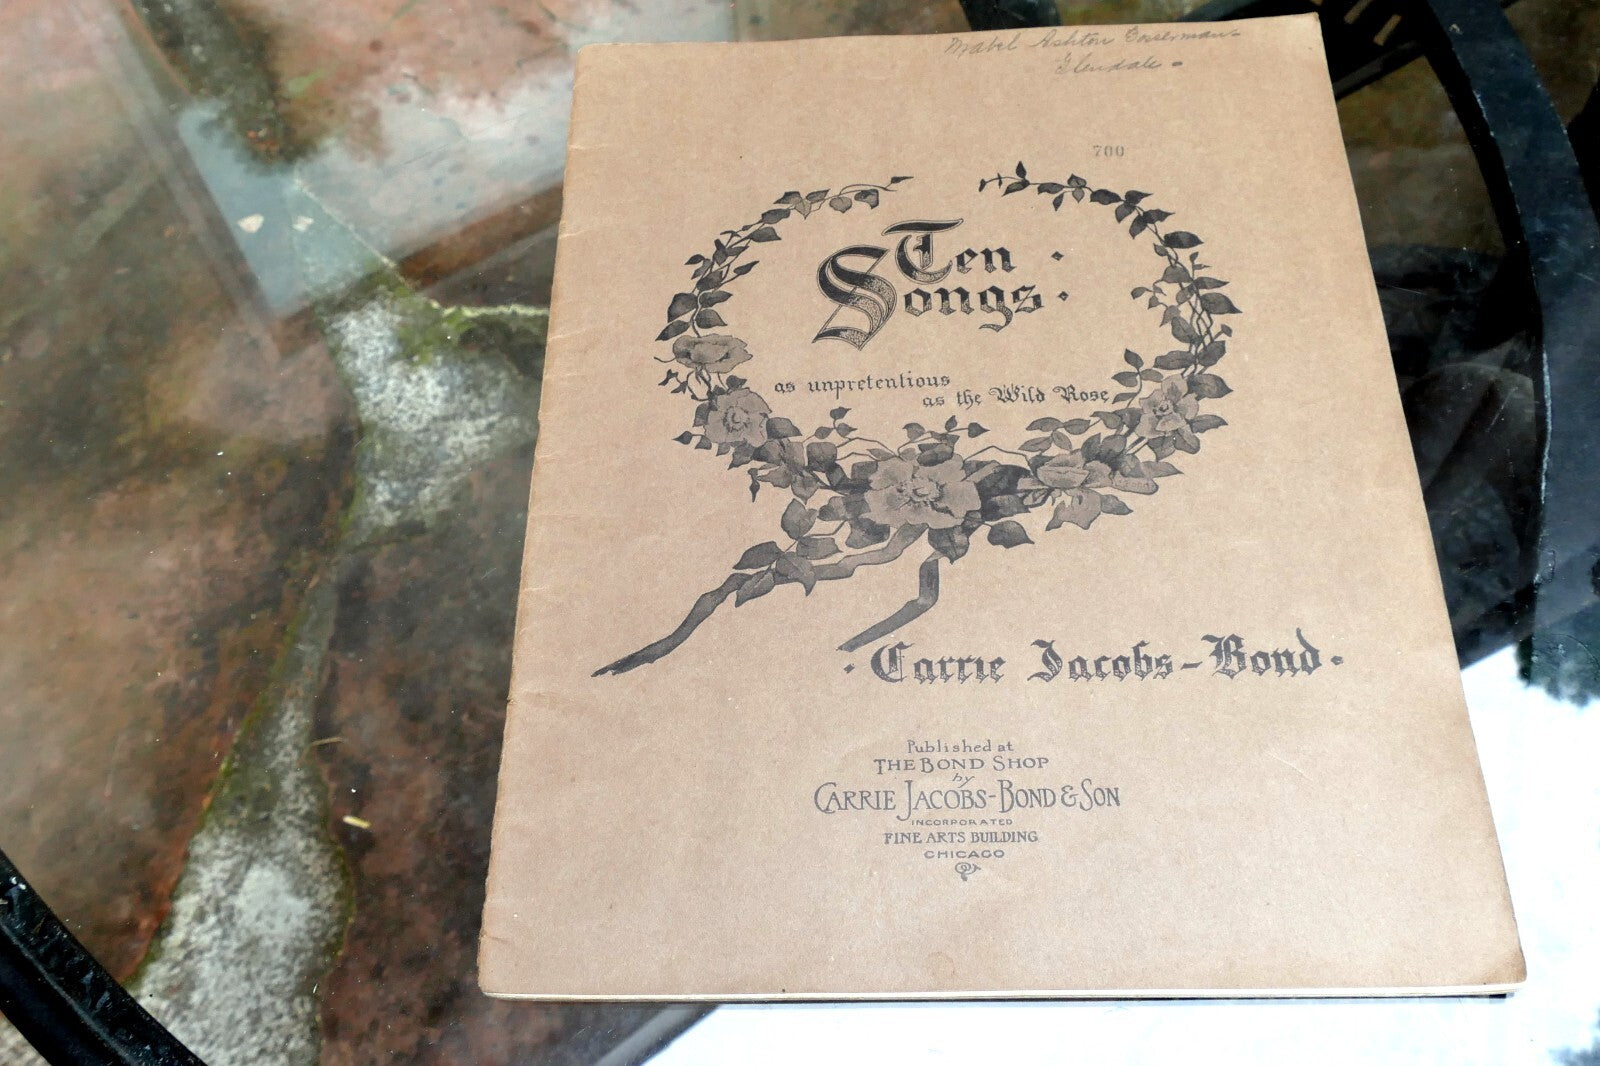 Mabel Ashton
Glendale.
700
Ten
Songs
as unpretentious
as the Wild Rose
Carrie Jacobs-Bond
Published at
THE BOND SHOP
by
CARRIE JACOBS-BOND & SON
INCORPORATED
FINE ARTS BUILDING
CHICAGO